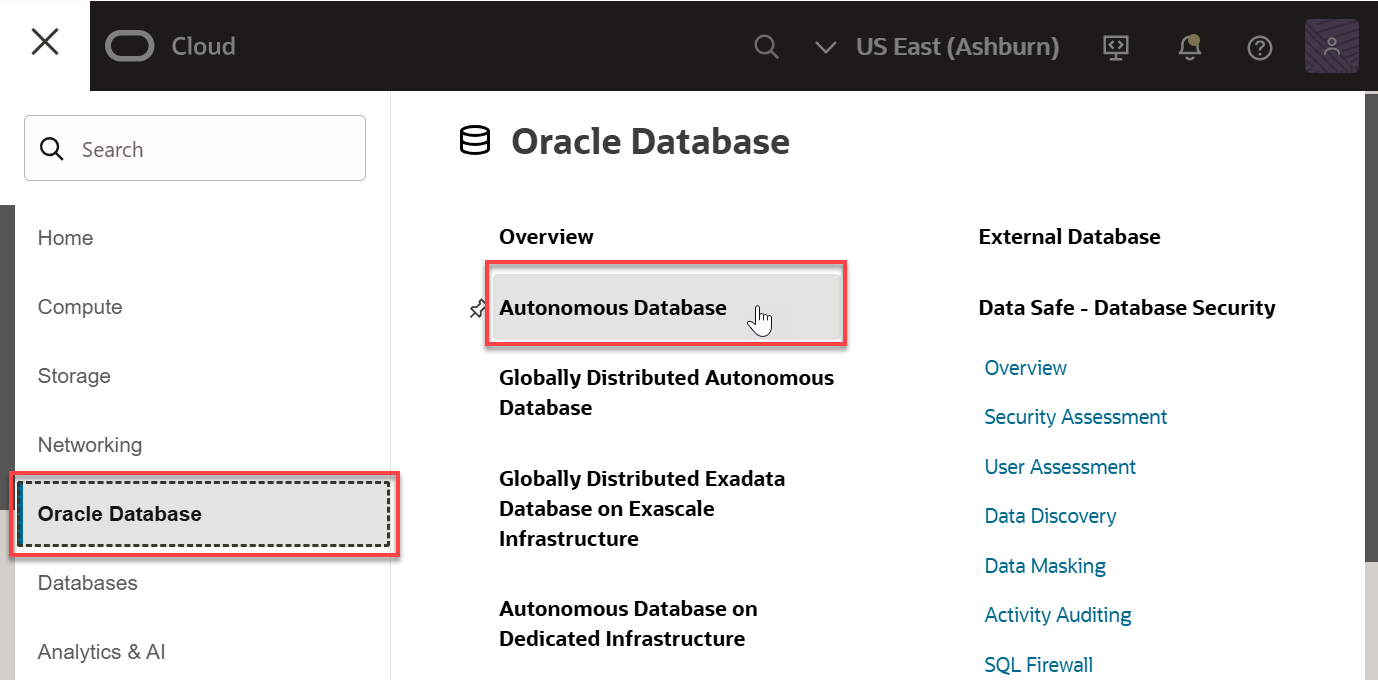 Cloud
US East (Ashburn)
Search
Home
Compute
Storage
Networking
Oracle Database
Databases
Analytics & AI
Oracle Database
Overview
Autonomous Database
Globally Distributed Autonomous
Database
Globally Distributed Exadata
Database on Exascale
Infrastructure
Autonomous Database on
Dedicated Infrastructure
External Database
Data Safe - Database Security
Overview
Security Assessment
User Assessment
Data Discovery
Data Masking
Activity Auditing
SQL Firewall